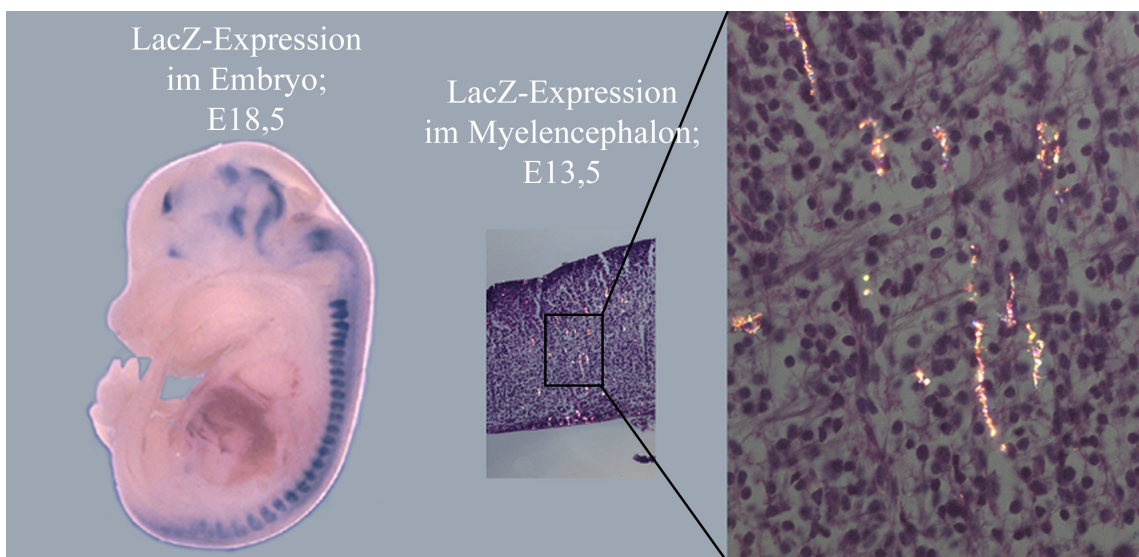 LacZ-Expression
im Embryo;
E18,5
LacZ-Expression
im Myelencephalon;
E13,5